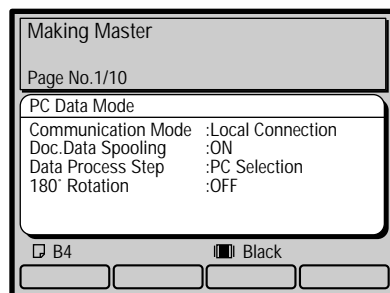 Making Master
Page No.1/10
PC Data Mode
Communication Mode :Local Connection
Doc.Data Spooling :ON
Data Process Step :PC Selection
180˚ Rotation :OFF
B4 Black